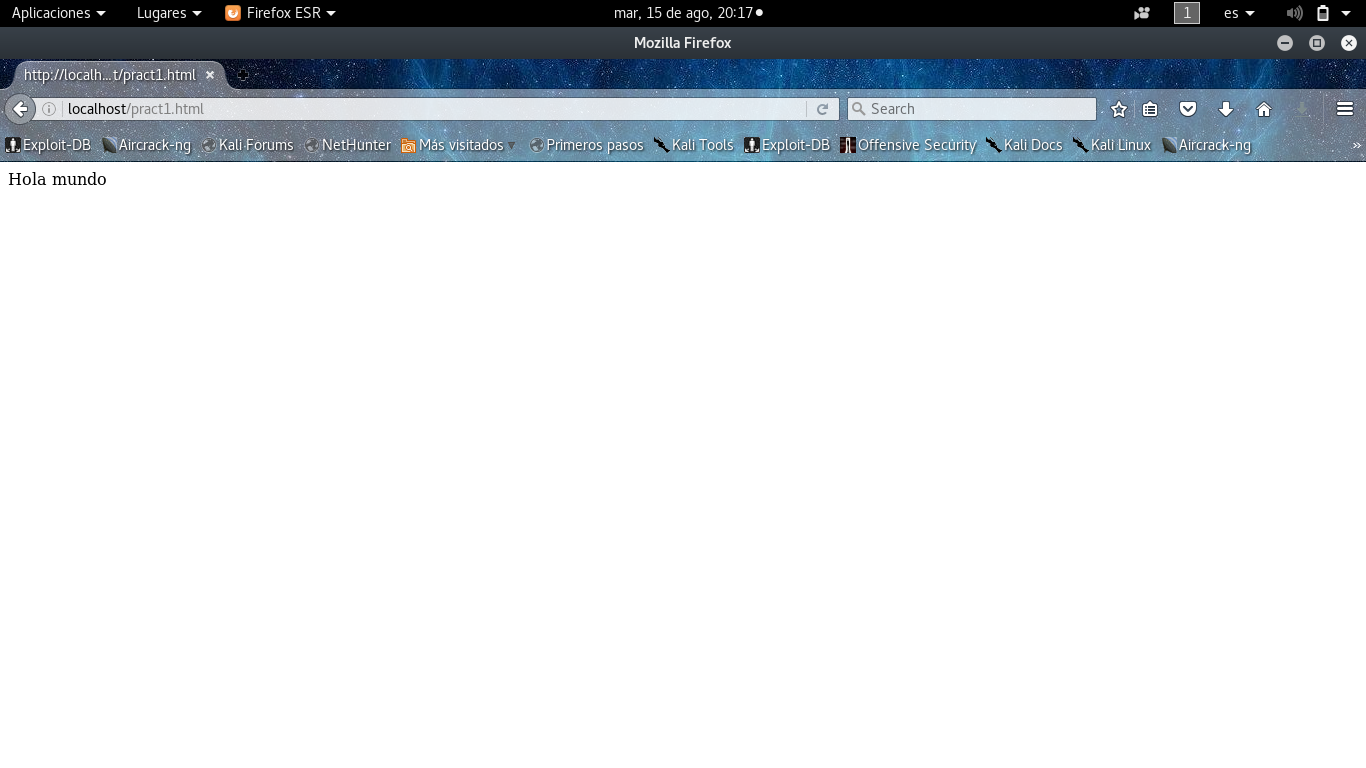 Aplicaciones Lugares Firefox ESR mar, 15 de ago, 20:17 1 es
Mozilla Firefox
http://localh...t/pract1.html
localhost/pract1.html Search
Exploit-DB Aircrack-ng Kali Forums NetHunter Más visitados Primeros pasos Kali Tools Exploit-DB Offensive Security Kali Docs Kali Linux Aircrack-ng »
Hola mundo